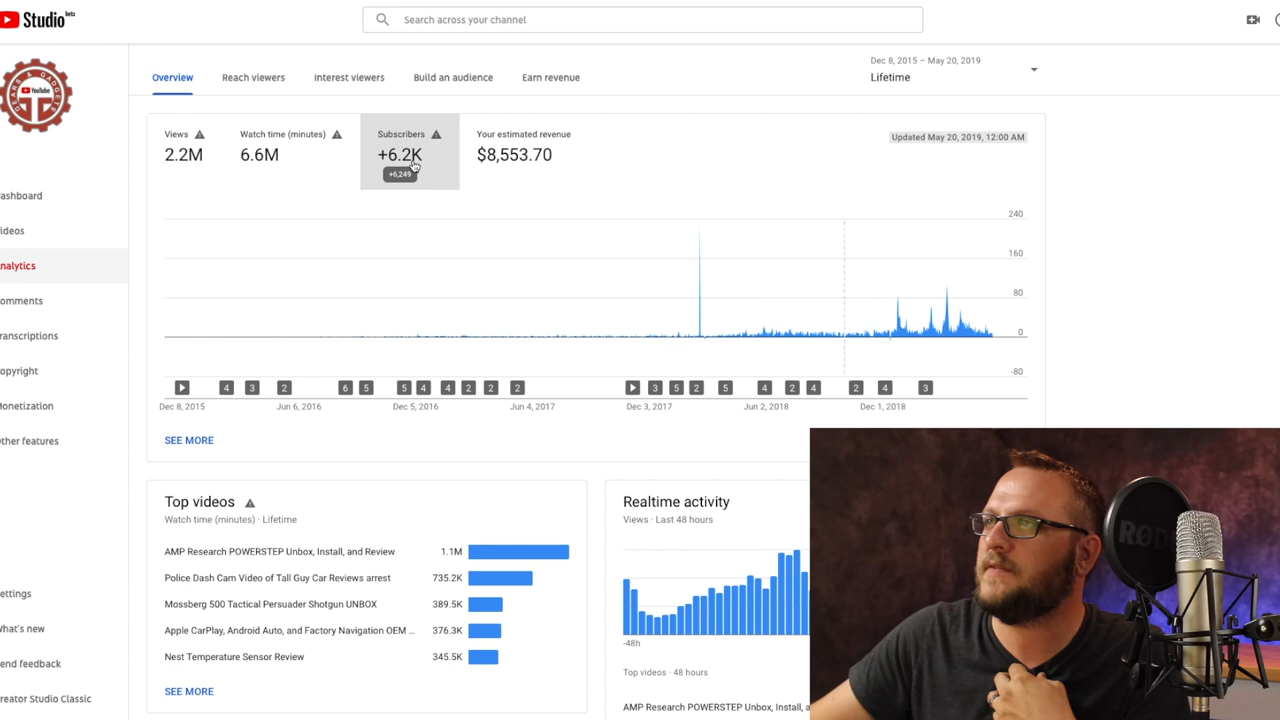 Studio beta
Search across your channel
GEARS & GADGETS
YouTube
Overview
Reach viewers
Interest viewers
Build an audience
Earn revenue
Dec 8, 2015 – May 20, 2019
Lifetime
Views
2.2M
Watch time (minutes)
6.6M
Subscribers
+6.2K
+6,249
Your estimated revenue
$8,553.70
Updated May 20, 2019, 12:00 AM
240
160
80
0
-80
4 3 2 6 5 5 4 4 2 2 2 3 5 2 5 4 2 4 2 4 3
Dec 8, 2015 Jun 6, 2016 Dec 5, 2016 Jun 4, 2017 Dec 3, 2017 Jun 2, 2018 Dec 1, 2018
SEE MORE
ashboard
ideos
nalytics
omments
ranscriptions
opyright
Monetization
ther features
ettings
hat's new
end feedback
reator Studio Classic
Top videos
Watch time (minutes) · Lifetime
AMP Research POWERSTEP Unbox, Install, and Review 1.1M
Police Dash Cam Video of Tall Guy Car Reviews arrest 735.2K
Mossberg 500 Tactical Persuader Shotgun UNBOX 389.5K
Apple CarPlay, Android Auto, and Factory Navigation OEM ... 376.3K
Nest Temperature Sensor Review 345.5K
SEE MORE
Realtime activity
Views · Last 48 hours
-48h
Top videos · 48 hours
AMP Research POWERSTEP Unbox, Install, a
RØDE